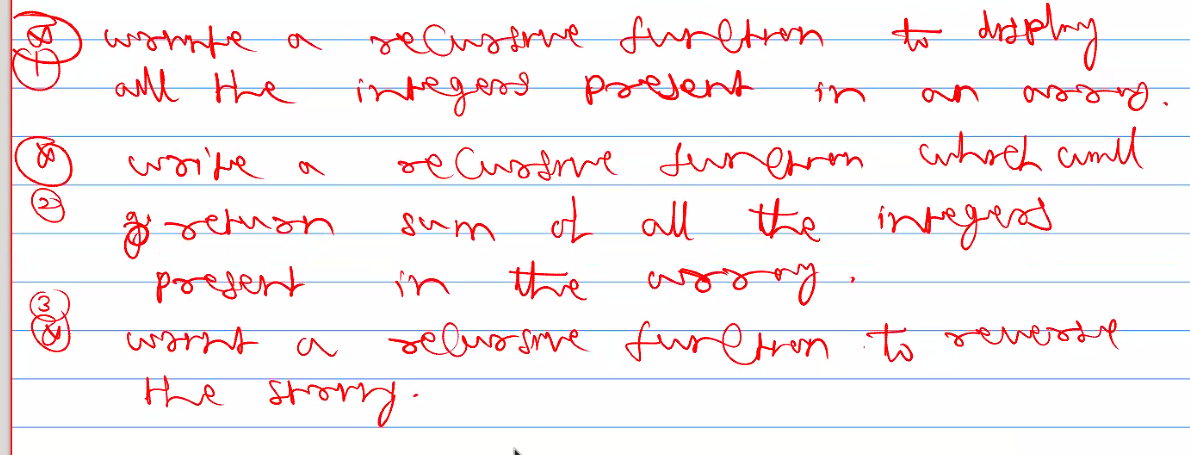 write a recursive function to display
① all the integers present in an array.
write a recursive function which will
② return sum of all the integers
present in the array.
③
write a recursive function to reverse
the string.